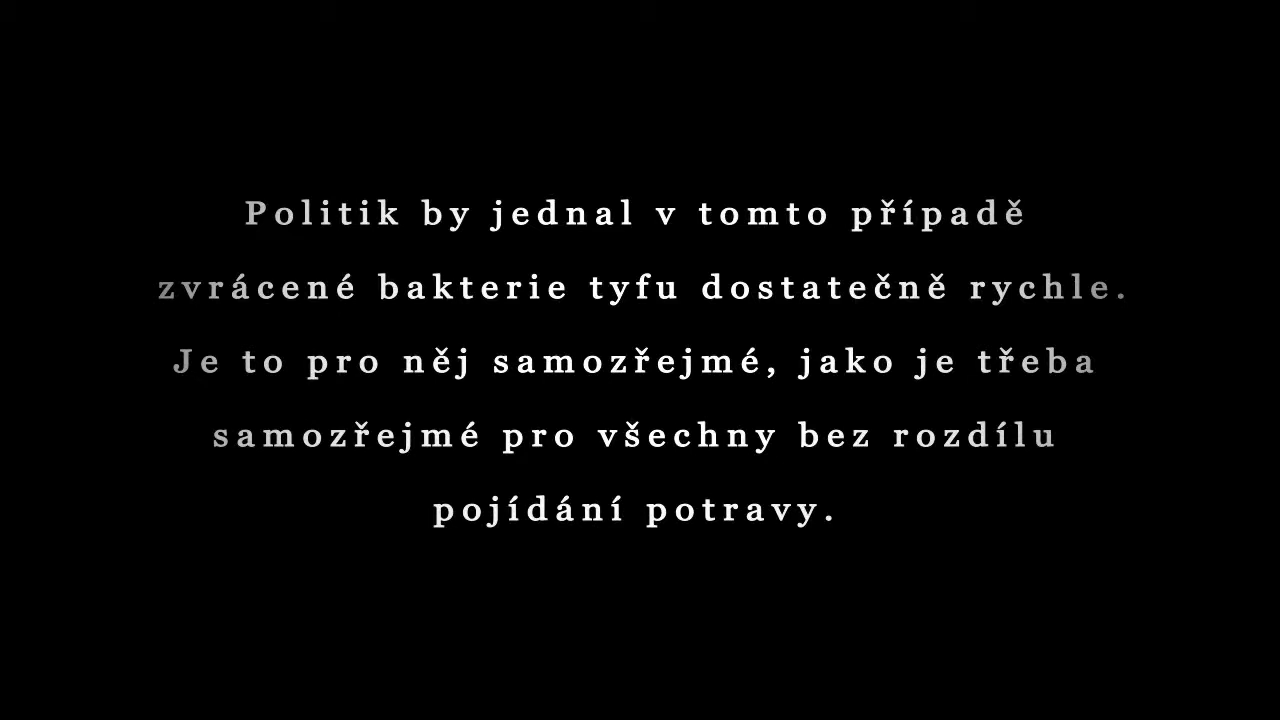 Politik by jednal v tomto případě
zvrácené bakterie tyfu dostatečně rychle.
Je to pro něj samozřejmé, jako je třeba
samozřejmé pro všechny bez rozdílu
pojídání potravy.